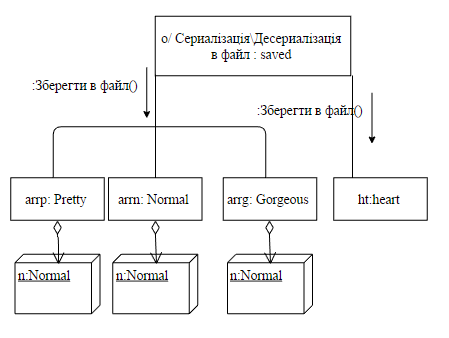 о/ Сериалізація\Десериалізація
в файл : saved
:Зберегти в файл()
:Зберегти в файл()
arrp: Pretty
arrn: Normal
arrg: Gorgeous
ht:heart
n:Normal
n:Normal
n:Normal